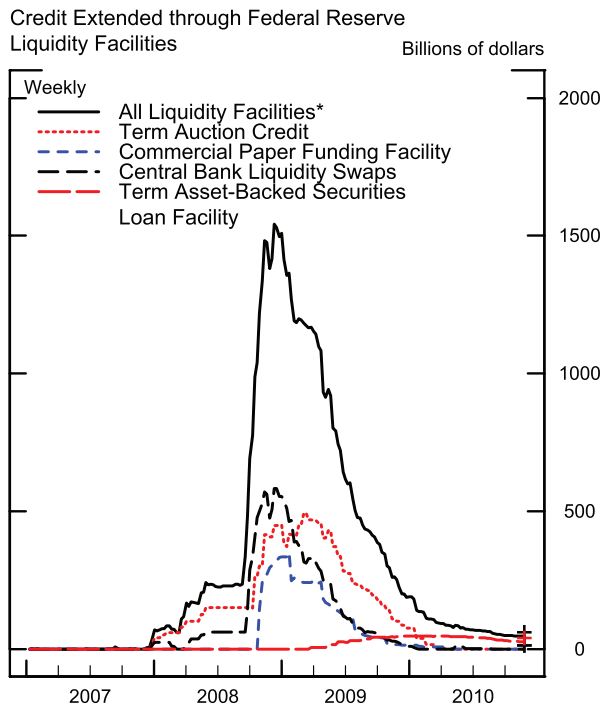 Credit Extended through Federal Reserve
Liquidity Facilities
Billions of dollars
Weekly
All Liquidity Facilities*
Term Auction Credit
Commercial Paper Funding Facility
Central Bank Liquidity Swaps
Term Asset-Backed Securities
Loan Facility
2000
1500
1000
500
0
2007 2008 2009 2010